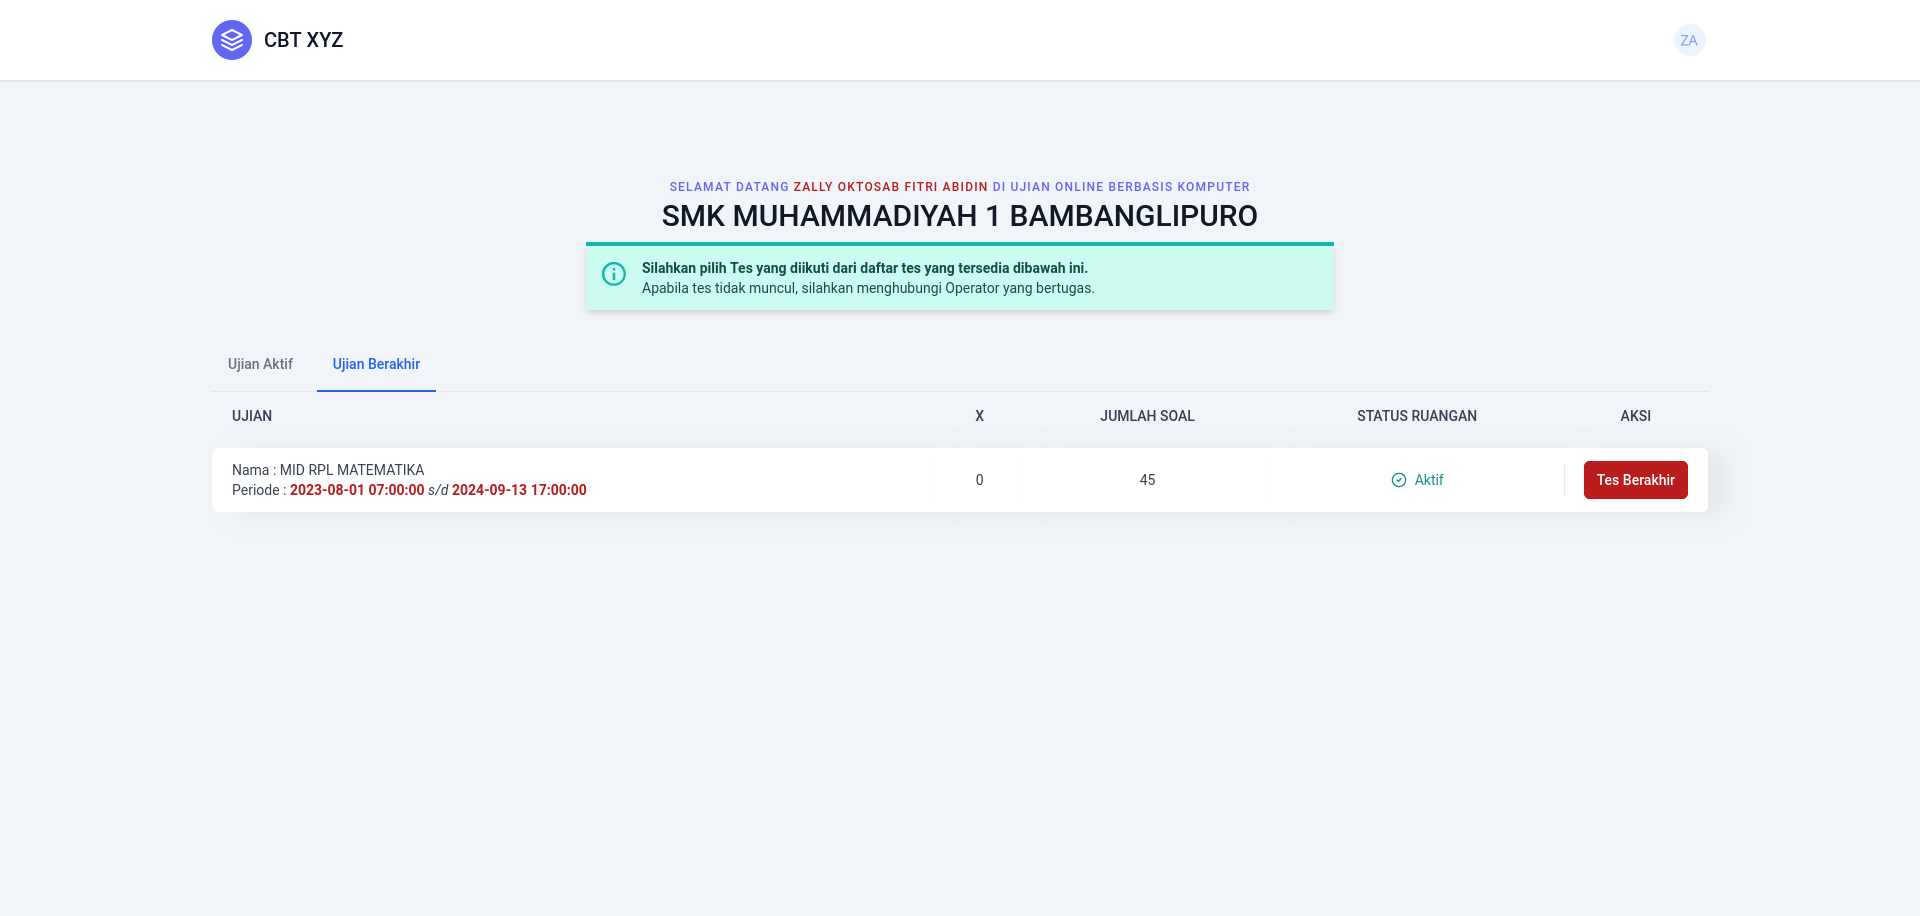 CBT XYZ
ZA
SELAMAT DATANG ZALLY OKTOSAB FITRI ABIDIN DI UJIAN ONLINE BERBASIS KOMPUTER
SMK MUHAMMADIYAH 1 BAMBANGLIPURO
Silahkan pilih Tes yang diikuti dari daftar tes yang tersedia dibawah ini.
Apabila tes tidak muncul, silahkan menghubungi Operator yang bertugas.
Ujian Aktif Ujian Berakhir
UJIAN X JUMLAH SOAL STATUS RUANGAN AKSI
Nama : MID RPL MATEMATIKA
Periode : 2023-08-01 07:00:00 s/d 2024-09-13 17:00:00
0 45 Aktif Tes Berakhir